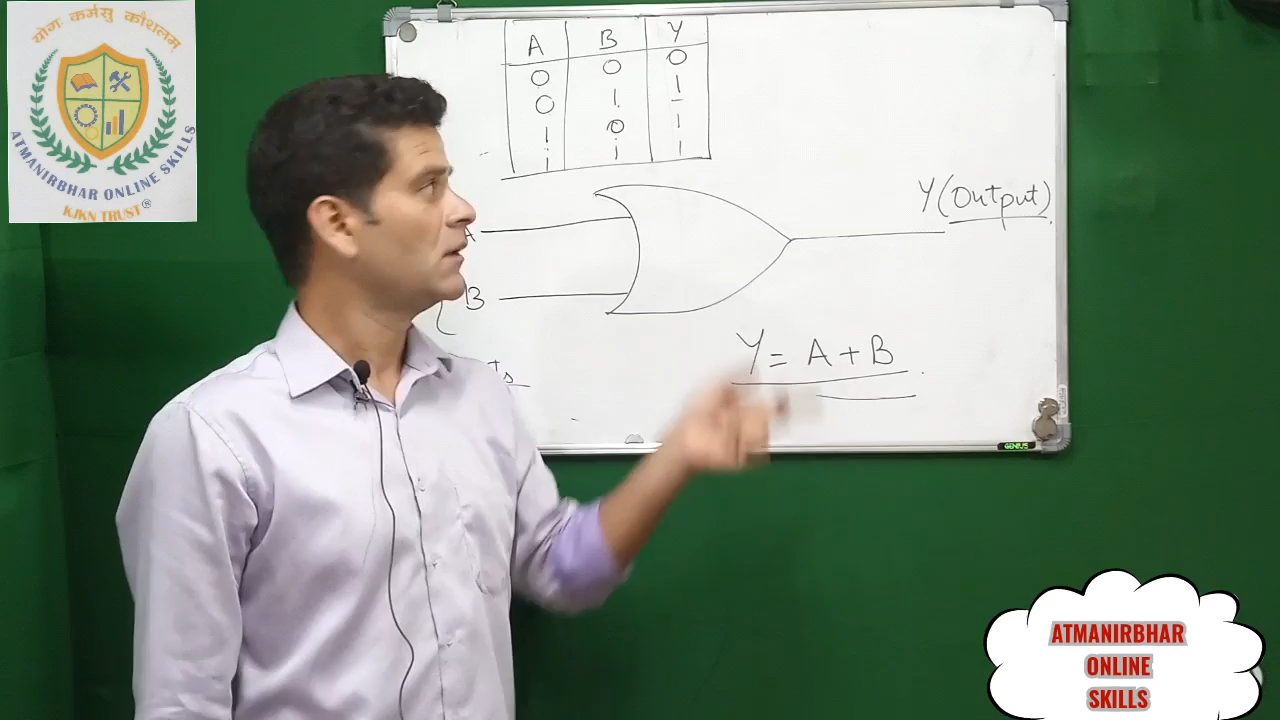 योगः कर्मसु कौशलम्
ATMANIRBHAR ONLINE SKILLS
KJKN TRUST®
A B Y
0 0 0
0 1 1
1 0 1
1 1 1
A
B
Y (Output)
Y = A + B
GENIUS
ATMANIRBHAR
ONLINE
SKILLS